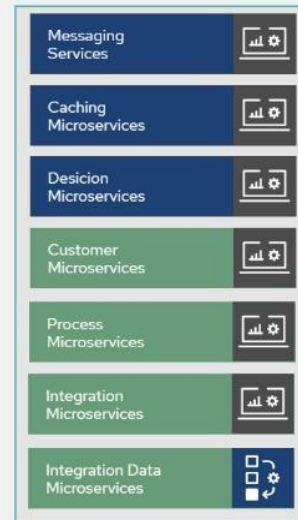 Messaging
Services
Caching
Microservices
Desicion
Microservices
Customer
Microservices
Process
Microservices
Integration
Microservices
Integration Data
Microservices